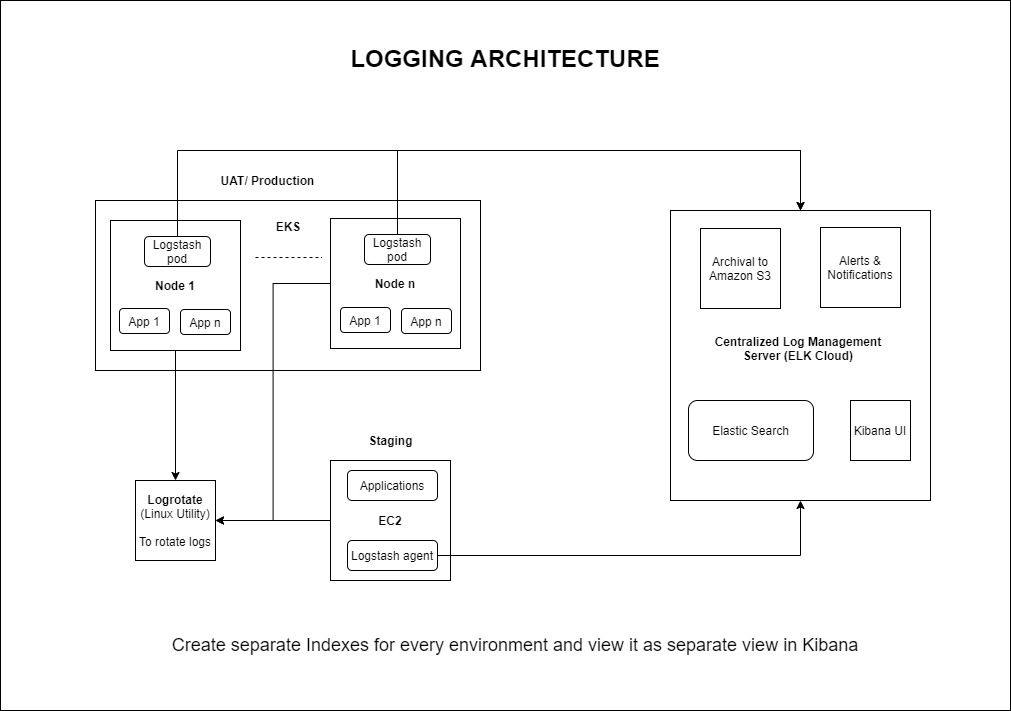 LOGGING ARCHITECTURE
UAT/ Production
EKS
Logstash
pod
Node 1
App 1
App n
Logstash
pod
Node n
App 1
App n
Archival to
Amazon S3
Alerts &
Notifications
Centralized Log Management
Server (ELK Cloud)
Elastic Search
Kibana UI
Staging
Applications
EC2
Logstash agent
Logrotate
(Linux Utility)
To rotate logs
Create separate Indexes for every environment and view it as separate view in Kibana